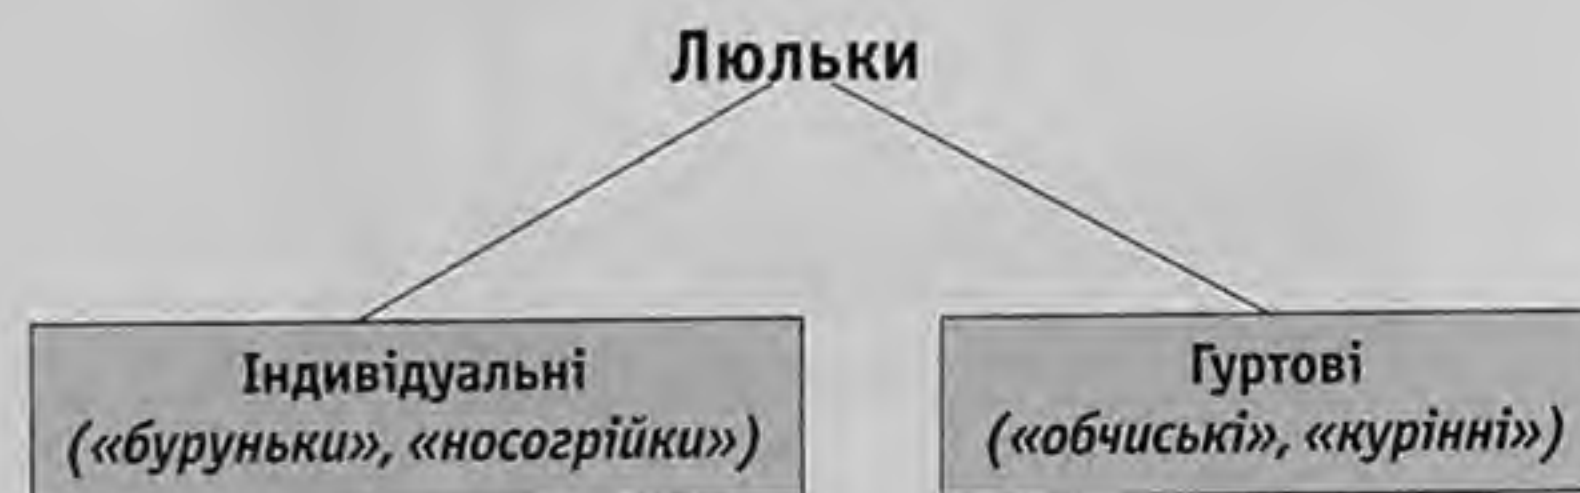 Люльки
Індивідуальні
(«буруньки», «носогрійки»)
Гуртові
(«обчиські», «курінні»)